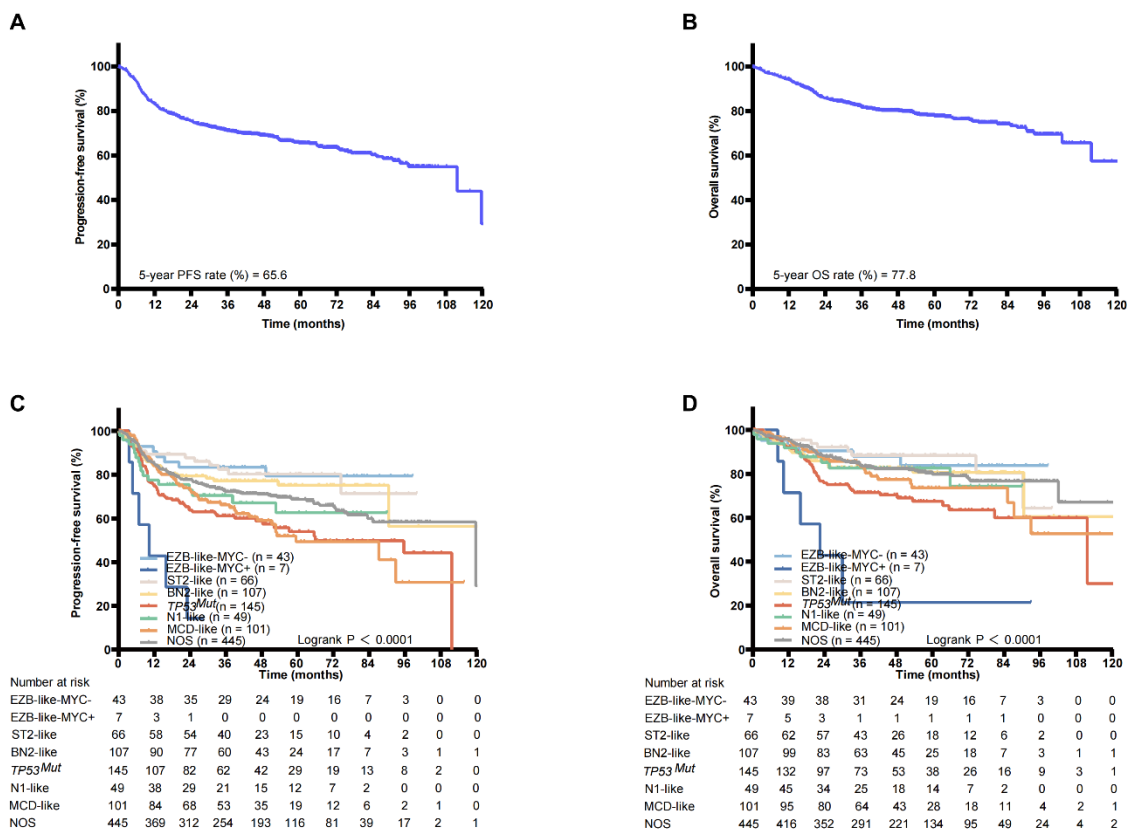 A
B
100
80
60
40
20
0
Progression-free survival (%)
5-year PFS rate (%) = 65.6
0 12 24 36 48 60 72 84 96 108 120
Time (months)
100
80
60
40
20
0
Overall survival (%)
5-year OS rate (%) = 77.8
0 12 24 36 48 60 72 84 96 108 120
Time (months)
C
D
100
80
60
40
20
0
Progression-free survival (%)
EZB-like-MYC- (n = 43)
EZB-like-MYC+ (n = 7)
ST2-like (n = 66)
BN2-like (n = 107)
TP53Mut (n = 145)
N1-like (n = 49)
MCD-like (n = 101)
NOS (n = 445)
Logrank P < 0.0001
0 12 24 36 48 60 72 84 96 108 120
Time (months)
Number at risk
EZB-like-MYC- 43 38 35 29 24 19 16 7 3 0 0
EZB-like-MYC+ 7 3 1 0 0 0 0 0 0 0 0
ST2-like 66 58 54 40 23 15 10 4 2 0 0
BN2-like 107 90 77 60 43 24 17 7 3 1 1
TP53Mut 145 107 82 62 42 29 19 13 8 2 0
N1-like 49 38 29 21 15 12 7 2 0 0 0
MCD-like 101 84 68 53 35 19 12 6 2 1 0
NOS 445 369 312 254 193 116 81 39 17 2 1
100
80
60
40
20
0
Overall survival (%)
EZB-like-MYC- (n = 43)
EZB-like-MYC+ (n = 7)
ST2-like (n = 66)
BN2-like (n = 107)
TP53Mut (n = 145)
N1-like (n = 49)
MCD-like (n = 101)
NOS (n = 445)
Logrank P < 0.0001
0 12 24 36 48 60 72 84 96 108 120
Time (months)
Number at risk
EZB-like-MYC- 43 39 38 31 24 19 16 7 3 0 0
EZB-like-MYC+ 7 5 3 1 1 1 1 1 0 0 0
ST2-like 66 62 57 43 26 18 12 6 2 0 0
BN2-like 107 99 83 63 45 25 18 7 3 1 1
TP53Mut 145 132 97 73 53 38 26 16 9 3 1
N1-like 49 45 34 25 18 14 7 2 0 0 0
MCD-like 101 95 80 64 43 28 18 11 4 2 1
NOS 445 416 352 291 221 134 95 49 24 4 2